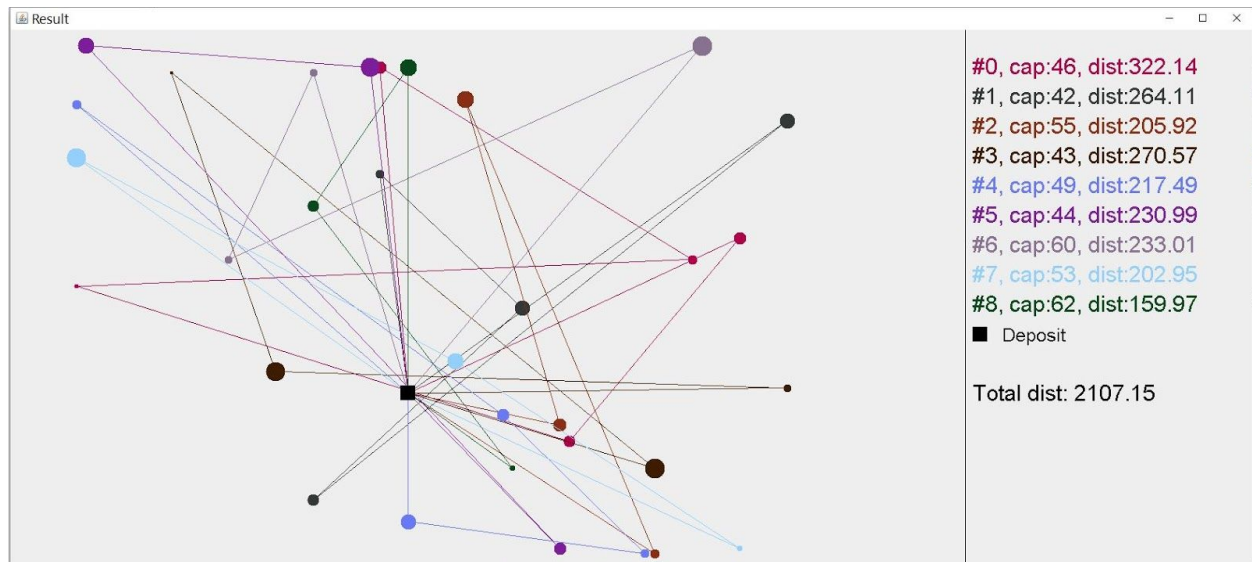 Result
#0, cap:46, dist:322.14
#1, cap:42, dist:264.11
#2, cap:55, dist:205.92
#3, cap:43, dist:270.57
#4, cap:49, dist:217.49
#5, cap:44, dist:230.99
#6, cap:60, dist:233.01
#7, cap:53, dist:202.95
#8, cap:62, dist:159.97
Deposit
Total dist: 2107.15